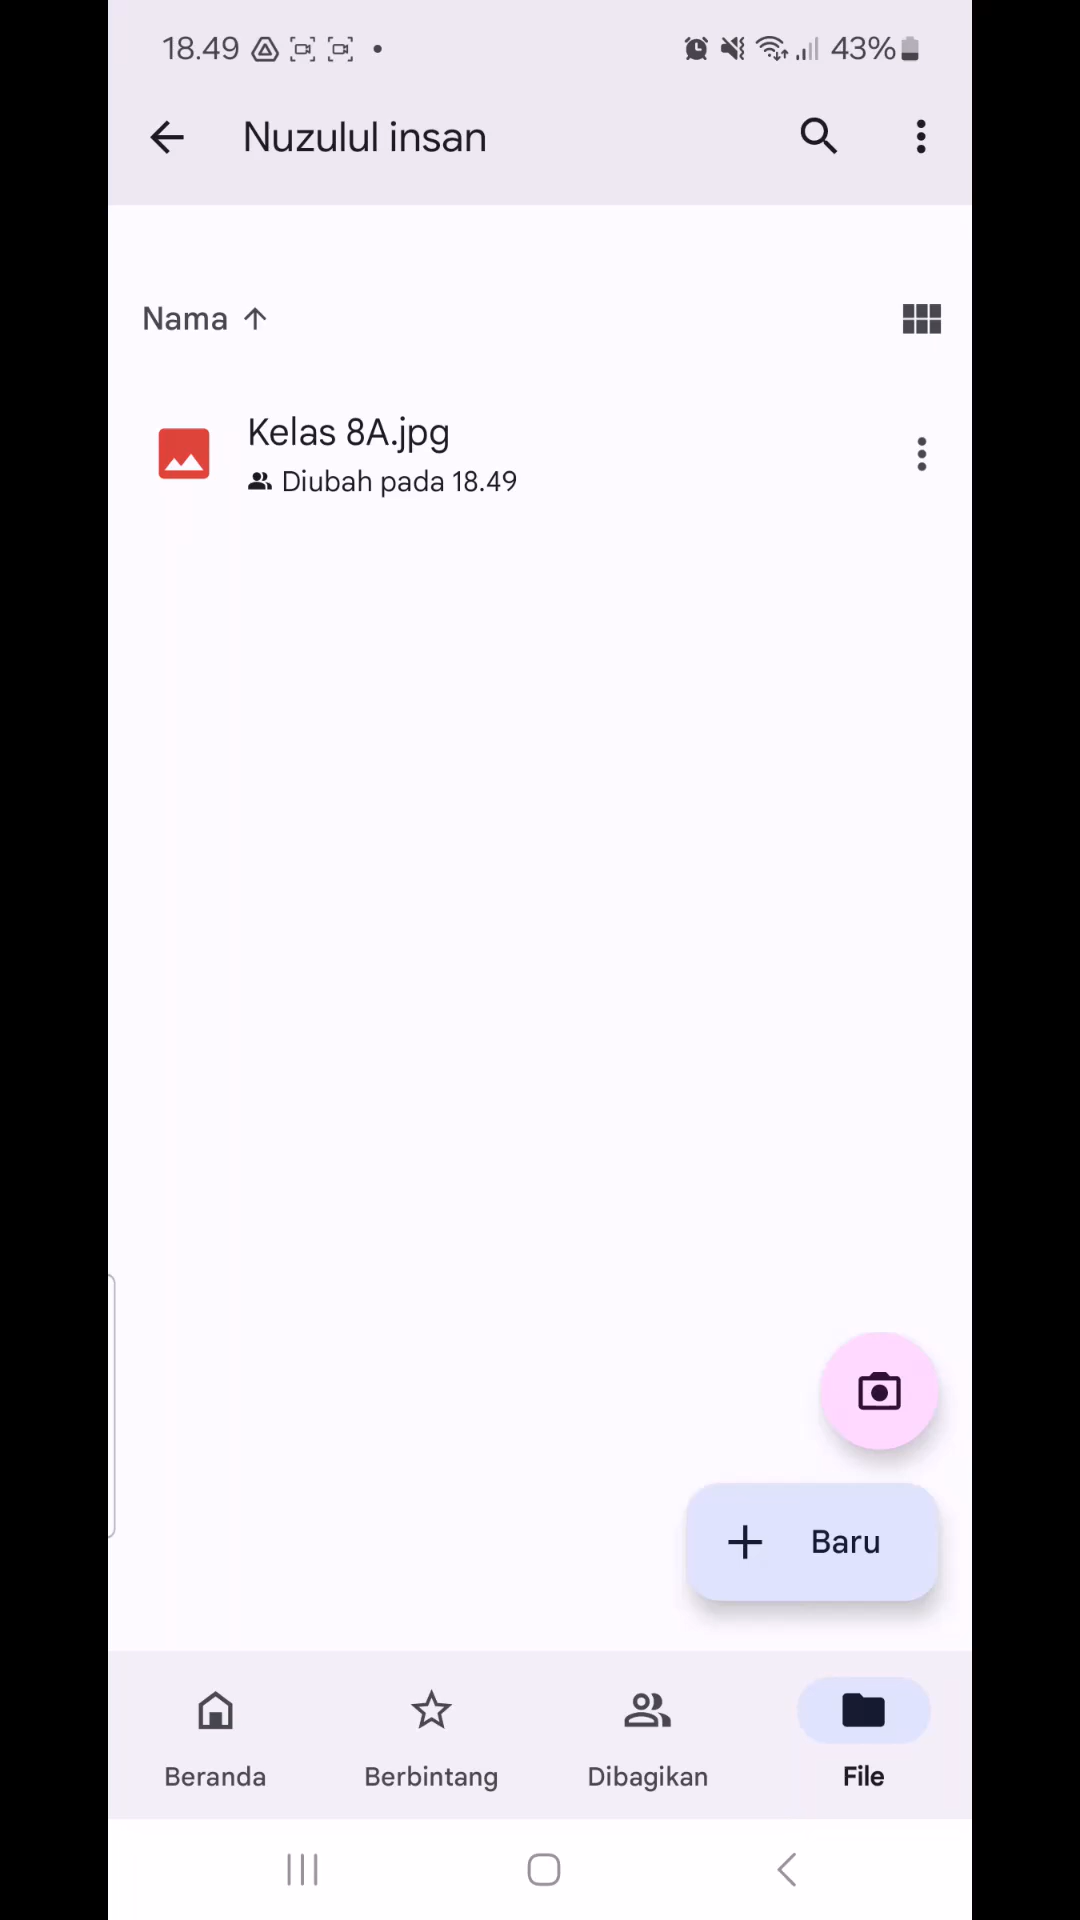 18.49 43%
Nuzulul insan
Nama
Kelas 8A.jpg
Diubah pada 18.49
Baru
Beranda Berbintang Dibagikan File